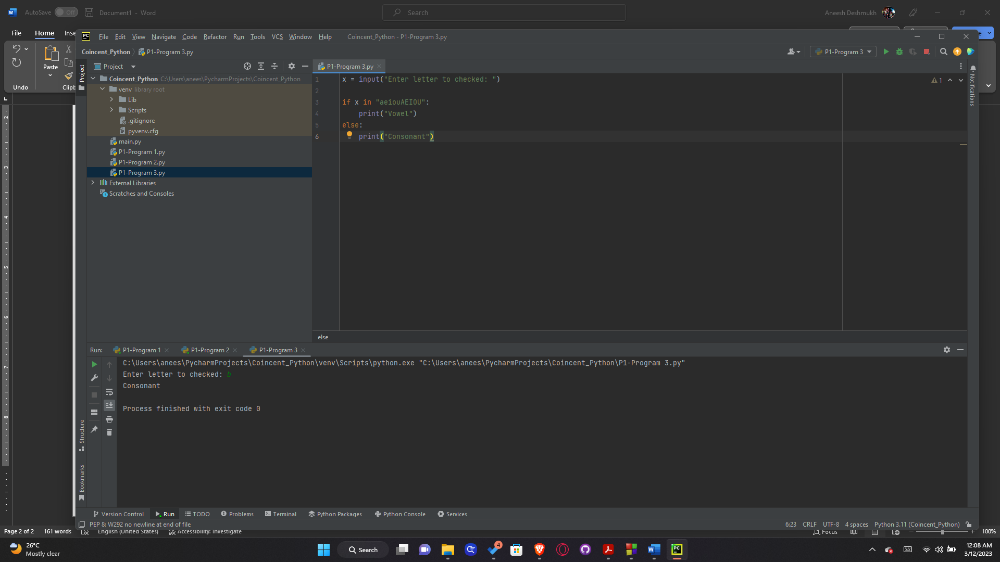 AutoSave Off Document1 - Word Search Aneesh Deshmukh
File Home Inse
Undo Paste Clipb
PC File Edit View Navigate Code Refactor Run Tools VCS Window Help Coincent_Python - P1-Program 3.py
Coincent_Python P1-Program 3.py P1-Program 3
Project P1-Program 3.py
Project
Notifications
Coincent_Python C:\Users\anees\PycharmProjects\Coincent_Python
venv library root
Lib
Scripts
.gitignore
pyvenv.cfg
main.py
P1-Program 1.py
P1-Program 2.py
P1-Program 3.py
External Libraries
Scratches and Consoles
1 x = input("Enter letter to checked: ") 1
2
3 if x in "aeiouAEIOU":
4 print("Vowel")
5 else:
6 print("Consonant")
else
Run: P1-Program 1 P1-Program 2 P1-Program 3
C:\Users\anees\PycharmProjects\Coincent_Python\venv\Scripts\python.exe "C:\Users\anees\PycharmProjects\Coincent_Python\P1-Program 3.py"
Enter letter to checked: b
Consonant
Process finished with exit code 0
Structure
Bookmarks
Version Control Run TODO Problems Terminal Python Packages Python Console Services
PEP 8: W292 no newline at end of file 6:23 CRLF UTF-8 4 spaces Python 3.11 (Coincent_Python)
Page 2 of 2 161 words English (United States) Accessibility: Investigate Focus 100%
26°C
Mostly clear
Search 4 PC
12:08 AM
3/12/2023